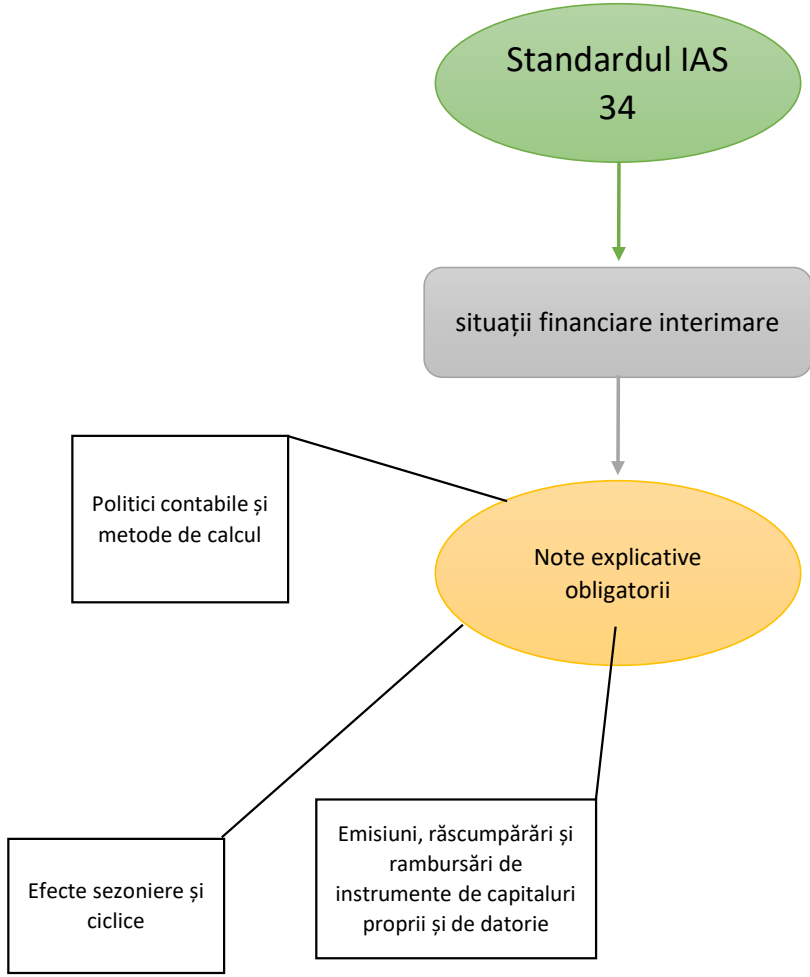 Standardul IAS
34
situații financiare interimare
Politici contabile și
metode de calcul
Note explicative
obligatorii
Efecte sezoniere și
ciclice
Emisiuni, răscumpărări și
rambursări de
instrumente de capitaluri
proprii și de datorie